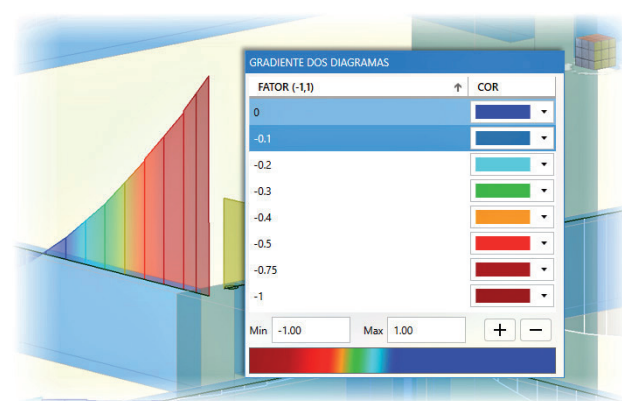 GRADIENTE DOS DIAGRAMAS
FATOR (-1,1) COR
0
-0.1
-0.2
-0.3
-0.4
-0.5
-0.75
-1
Min -1.00 Max 1.00 + −